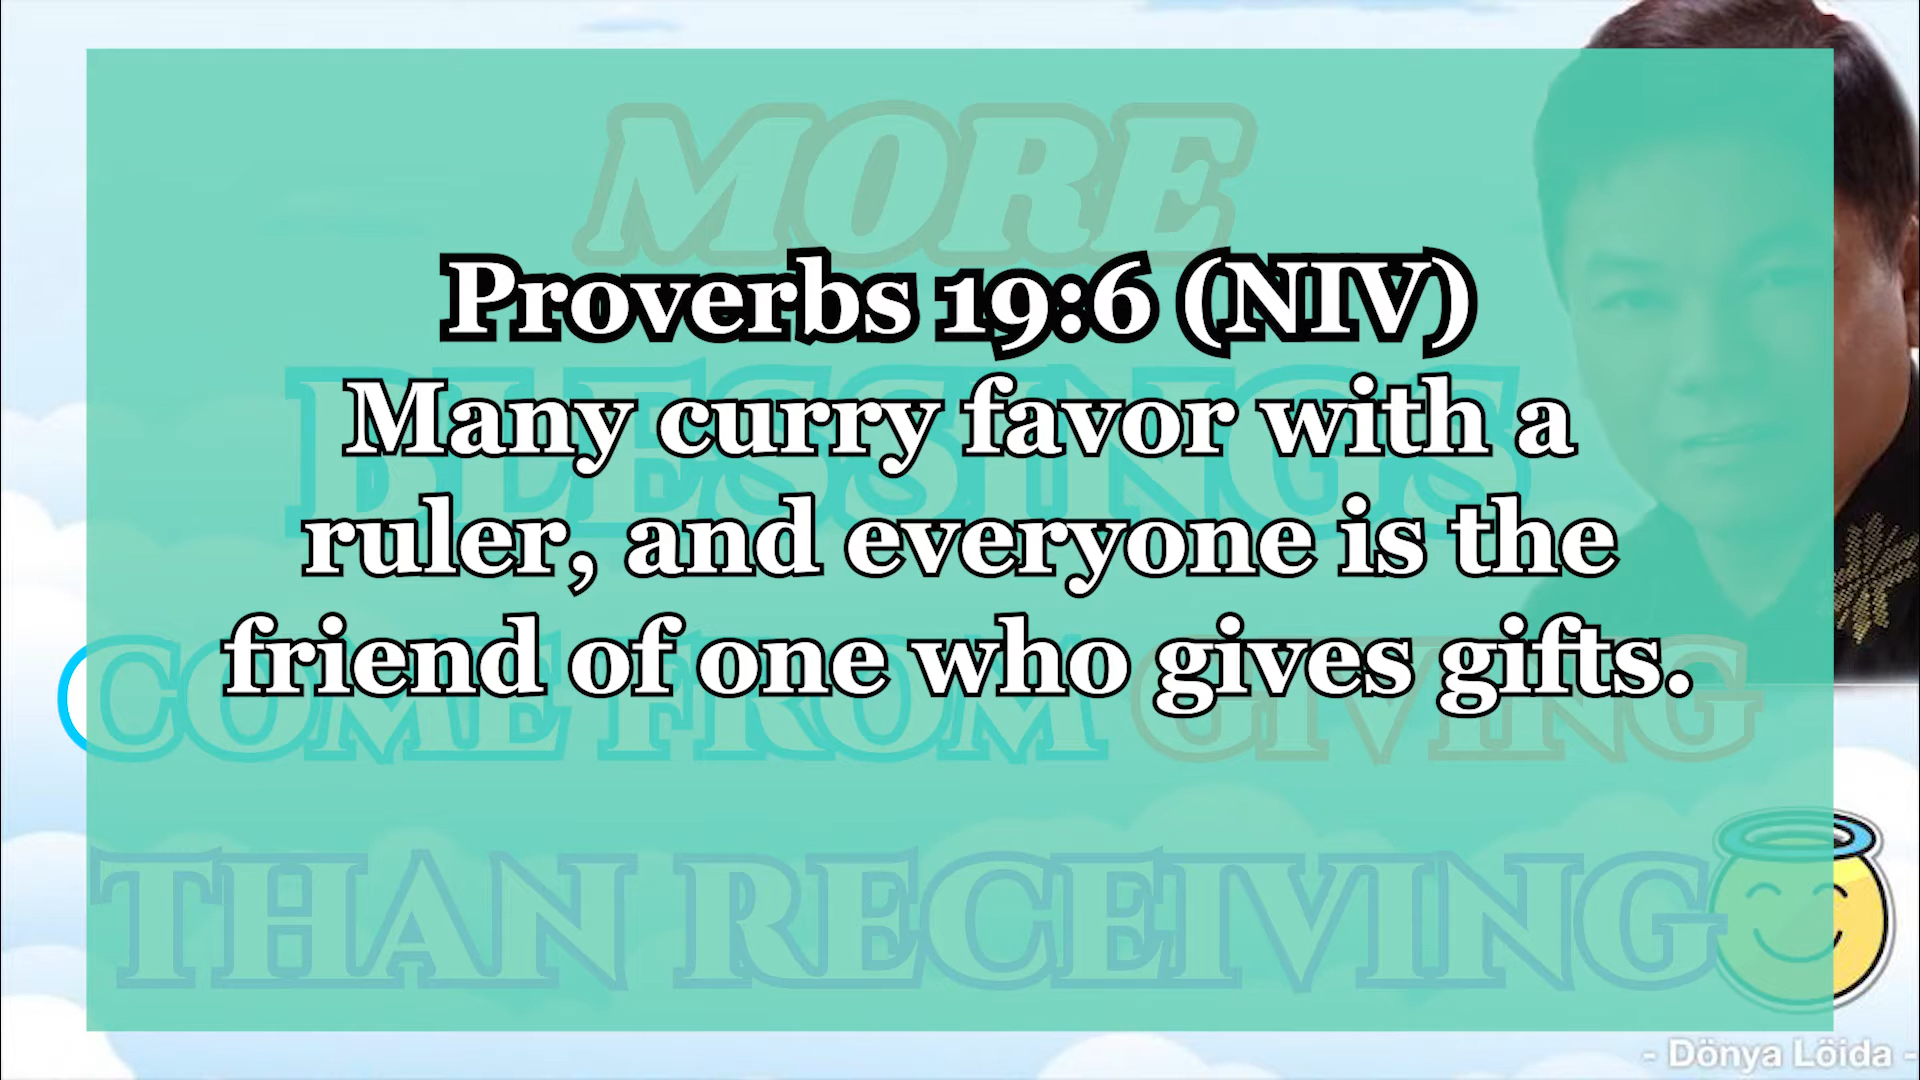 MORE
Proverbs 19:6 (NIV)
BLESSINGS
Many curry favor with a
ruler, and everyone is the
friend of one who gives gifts.
COME FROM GIVING
THAN RECEIVING
- Dönya Löida -